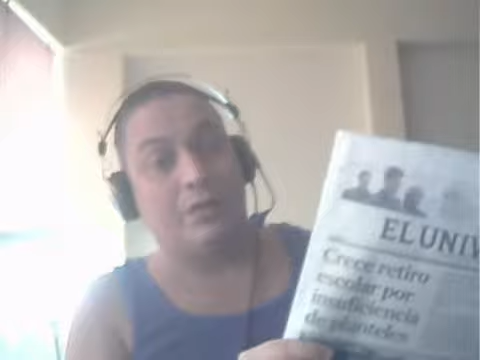 EL UNIV
Crece retiro
escolar por
insuficiencia
de planteles